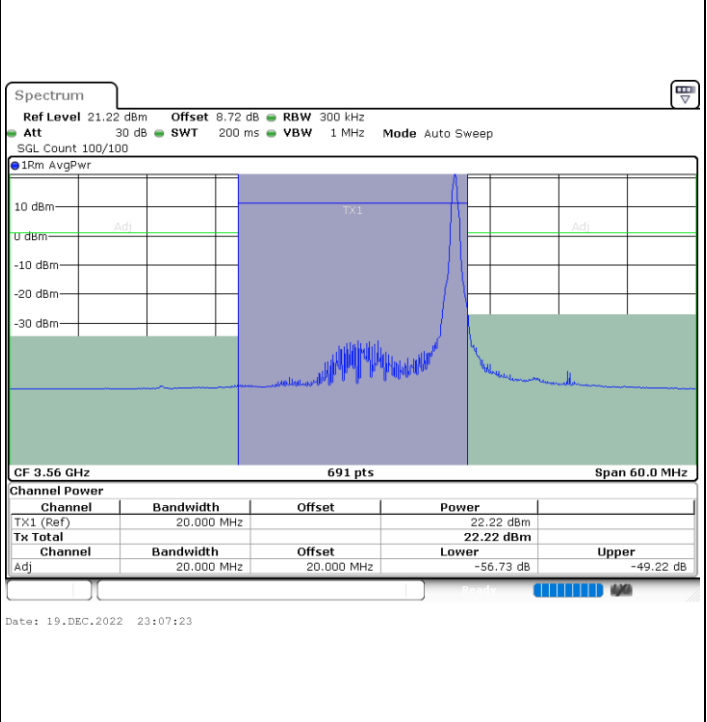 Spectrum
Ref Level 21.22 dBm Offset 8.72 dB RBW 300 kHz
Att 30 dB SWT 200 ms VBW 1 MHz Mode Auto Sweep
SGL Count 100/100
1Rm AvgPwr
10 dBm
TX1
Adj Adj
0 dBm
-10 dBm
-20 dBm
-30 dBm
CF 3.56 GHz 691 pts Span 60.0 MHz
Channel Power
Channel Bandwidth Offset Power
TX1 (Ref) 20.000 MHz 22.22 dBm
Tx Total 22.22 dBm
Channel Bandwidth Offset Lower Upper
Adj 20.000 MHz 20.000 MHz -56.73 dB -49.22 dB
Ready
Date: 19.DEC.2022 23:07:23